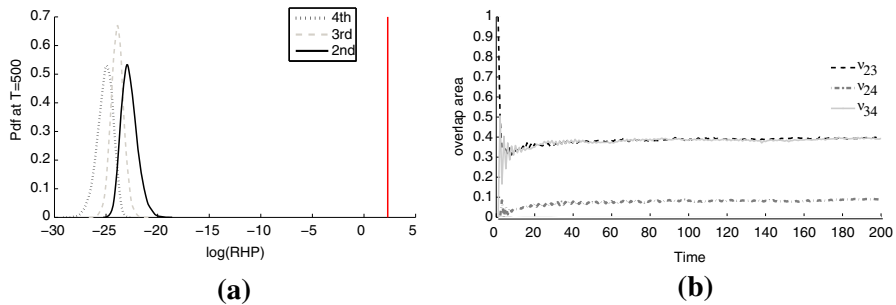 4th
3rd
2nd
0.7
0.6
0.5
0.4
0.3
0.2
0.1
0
Pdf at T=500
−30 −25 −20 −15 −10 −5 0 5
log(RHP)
(a)
ν23
ν24
ν34
1
0.9
0.8
0.7
0.6
0.5
0.4
0.3
0.2
0.1
0
overlap area
0 20 40 60 80 100 120 140 160 180 200
Time
(b)